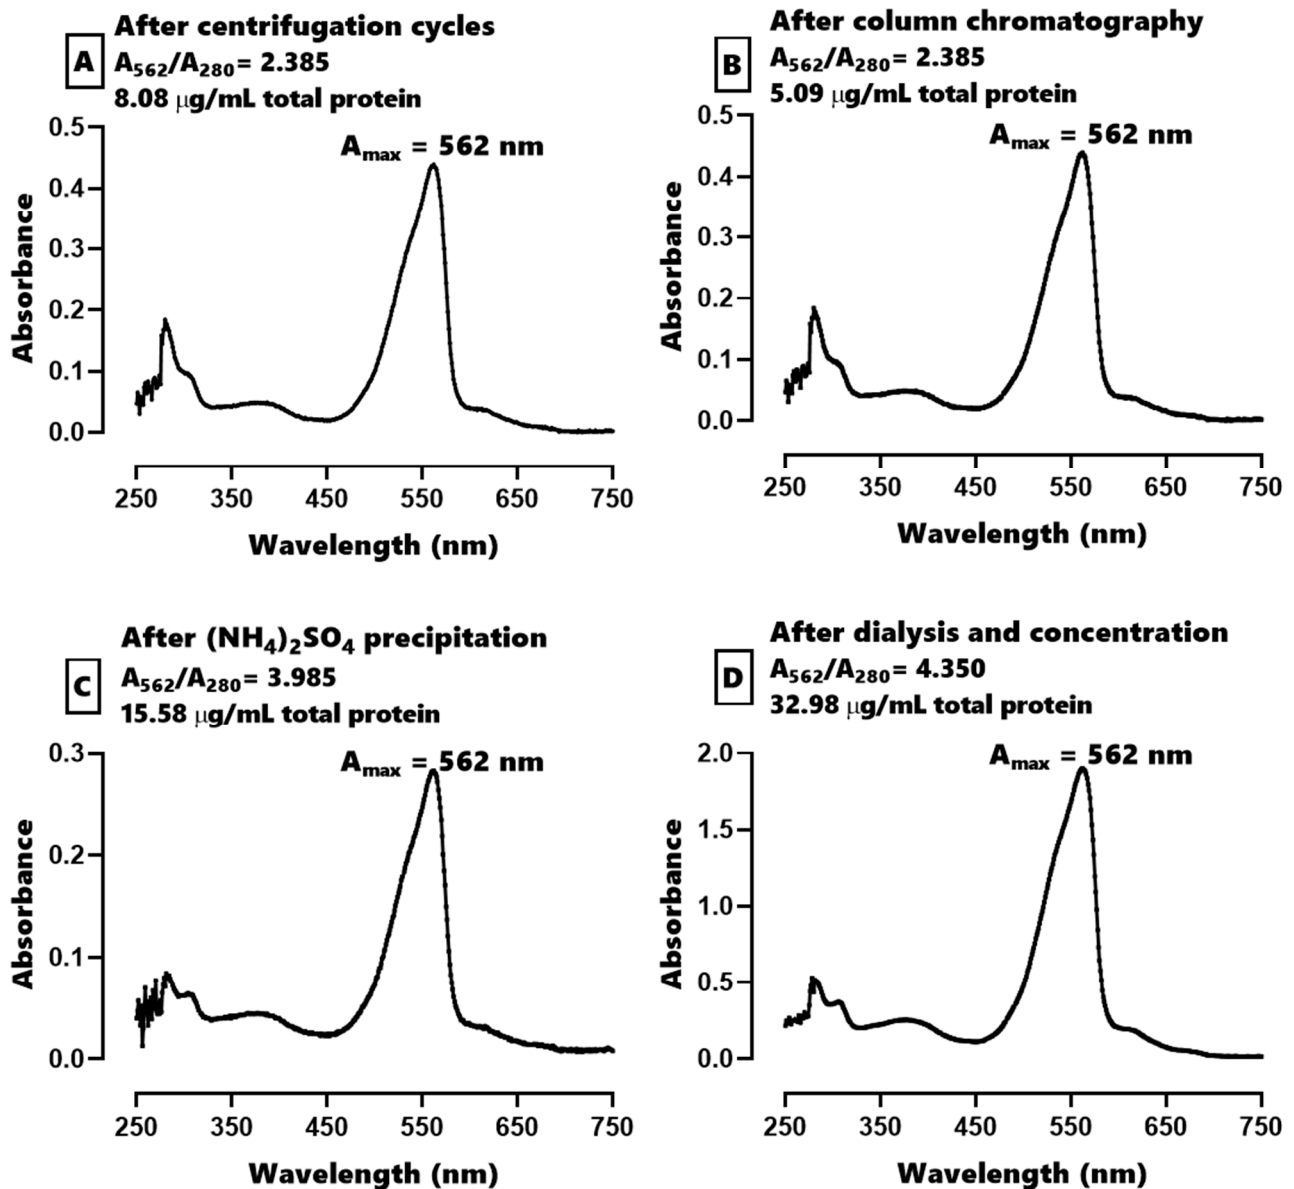 After centrifugation cycles
A
A562/A280= 2.385
8.08 μg/mL total protein
Amax = 562 nm
0.5
0.4
0.3
0.2
0.1
0.0
Absorbance
250 350 450 550 650 750
Wavelength (nm)
After column chromatography
B
A562/A280= 2.385
5.09 μg/mL total protein
Amax = 562 nm
0.5
0.4
0.3
0.2
0.1
0.0
Absorbance
250 350 450 550 650 750
Wavelength (nm)
After (NH4)2SO4 precipitation
C
A562/A280= 3.985
15.58 μg/mL total protein
Amax = 562 nm
0.3
0.2
0.1
0.0
Absorbance
250 350 450 550 650 750
Wavelength (nm)
After dialysis and concentration
D
A562/A280= 4.350
32.98 μg/mL total protein
Amax = 562 nm
2.0
1.5
1.0
0.5
0.0
Absorbance
250 350 450 550 650 750
Wavelength (nm)